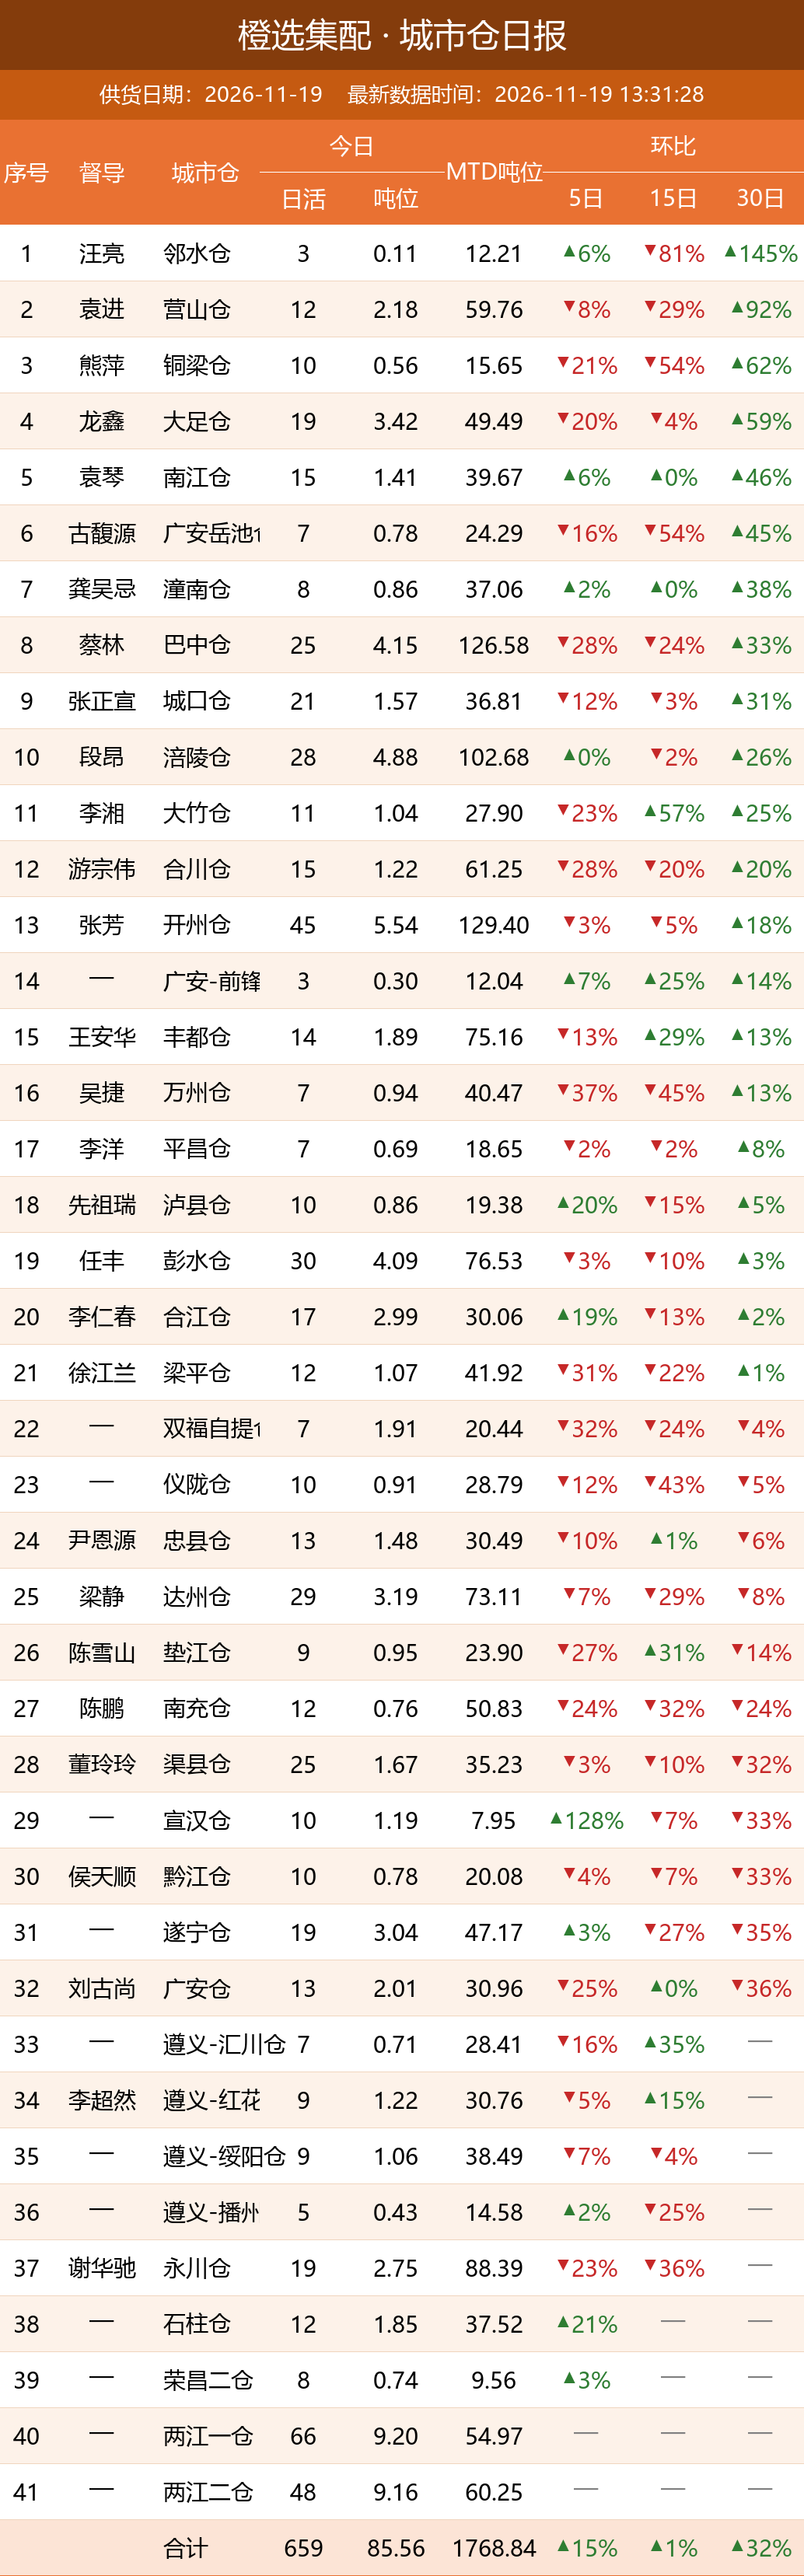 橙选集配 · 城市仓日报
供货日期：2026-11-19 最新数据时间：2026-11-19 13:31:28
序号 督导 城市仓 今日 MTD吨位 环比
日活 吨位 5日 15日 30日
1 汪亮 邻水仓 3 0.11 12.21 ▲6% ▼81% ▲145%
2 袁进 营山仓 12 2.18 59.76 ▼8% ▼29% ▲92%
3 熊萍 铜梁仓 10 0.56 15.65 ▼21% ▼54% ▲62%
4 龙鑫 大足仓 19 3.42 49.49 ▼20% ▼4% ▲59%
5 袁琴 南江仓 15 1.41 39.67 ▲6% ▲0% ▲46%
6 古馥源 广安岳池 7 0.78 24.29 ▼16% ▼54% ▲45%
7 龚吴忌 潼南仓 8 0.86 37.06 ▲2% ▲0% ▲38%
8 蔡林 巴中仓 25 4.15 126.58 ▼28% ▼24% ▲33%
9 张正宣 城口仓 21 1.57 36.81 ▼12% ▼3% ▲31%
10 段昂 涪陵仓 28 4.88 102.68 ▲0% ▼2% ▲26%
11 李湘 大竹仓 11 1.04 27.90 ▼23% ▲57% ▲25%
12 游宗伟 合川仓 15 1.22 61.25 ▼28% ▼20% ▲20%
13 张芳 开州仓 45 5.54 129.40 ▼3% ▼5% ▲18%
14 — 广安-前锋 3 0.30 12.04 ▲7% ▲25% ▲14%
15 王安华 丰都仓 14 1.89 75.16 ▼13% ▲29% ▲13%
16 吴捷 万州仓 7 0.94 40.47 ▼37% ▼45% ▲13%
17 李洋 平昌仓 7 0.69 18.65 ▼2% ▼2% ▲8%
18 先祖瑞 泸县仓 10 0.86 19.38 ▲20% ▼15% ▲5%
19 任丰 彭水仓 30 4.09 76.53 ▼3% ▼10% ▲3%
20 李仁春 合江仓 17 2.99 30.06 ▲19% ▼13% ▲2%
21 徐江兰 梁平仓 12 1.07 41.92 ▼31% ▼22% ▲1%
22 — 双福自提 7 1.91 20.44 ▼32% ▼24% ▼4%
23 — 仪陇仓 10 0.91 28.79 ▼12% ▼43% ▼5%
24 尹恩源 忠县仓 13 1.48 30.49 ▼10% ▲1% ▼6%
25 梁静 达州仓 29 3.19 73.11 ▼7% ▼29% ▼8%
26 陈雪山 垫江仓 9 0.95 23.90 ▼27% ▲31% ▼14%
27 陈鹏 南充仓 12 0.76 50.83 ▼24% ▼32% ▼24%
28 董玲玲 渠县仓 25 1.67 35.23 ▼3% ▼10% ▼32%
29 — 宣汉仓 10 1.19 7.95 ▲128% ▼7% ▼33%
30 侯天顺 黔江仓 10 0.78 20.08 ▼4% ▼7% ▼33%
31 — 遂宁仓 19 3.04 47.17 ▲3% ▼27% ▼35%
32 刘古尚 广安仓 13 2.01 30.96 ▼25% ▲0% ▼36%
33 — 遵义-汇川仓 7 0.71 28.41 ▼16% ▲35% —
34 李超然 遵义-红花 9 1.22 30.76 ▼5% ▲15% —
35 — 遵义-绥阳仓 9 1.06 38.49 ▼7% ▼4% —
36 — 遵义-播州 5 0.43 14.58 ▲2% ▼25% —
37 谢华驰 永川仓 19 2.75 88.39 ▼23% ▼36% —
38 — 石柱仓 12 1.85 37.52 ▲21% — —
39 — 荣昌二仓 8 0.74 9.56 ▲3% — —
40 — 两江一仓 66 9.20 54.97 — — —
41 — 两江二仓 48 9.16 60.25 — — —
合计 659 85.56 1768.84 ▲15% ▲1% ▲32%